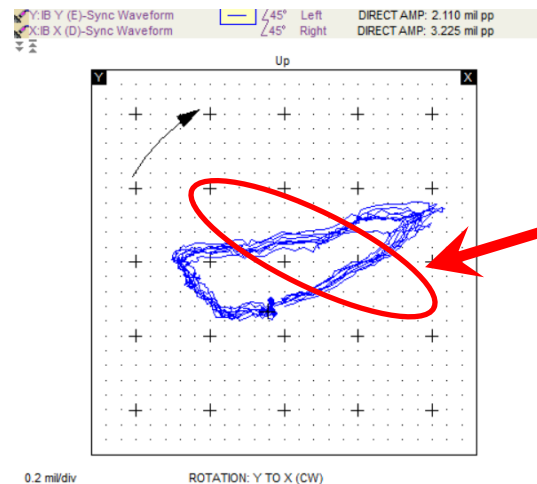 Y:IB Y (E)-Sync Waveform ∠45° Left DIRECT AMP: 2.110 mil pp
X:IB X (D)-Sync Waveform ∠45° Right DIRECT AMP: 3.225 mil pp
Up
Y X
0.2 mil/div ROTATION: Y TO X (CW)